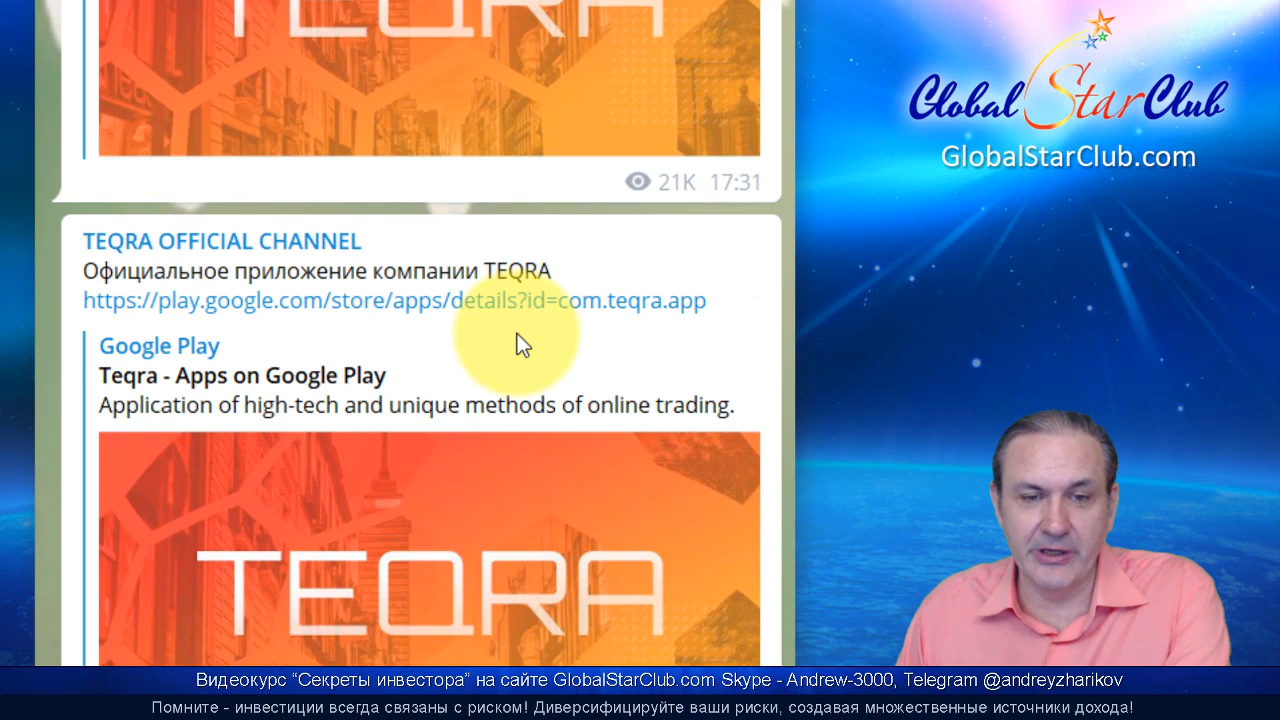 TEQRA
21K 17:31
TEQRA OFFICIAL CHANNEL
Официальное приложение компании TEQRA
https://play.google.com/store/apps/details?id=com.teqra.app
Google Play
Teqra - Apps on Google Play
Application of high-tech and unique methods of online trading.
TEQRA
Global Star Club
GlobalStarClub.com
Видеокурс “Секреты инвестора” на сайте GlobalStarClub.com Skype - Andrew-3000, Telegram @andreyzharikov
Помните - инвестиции всегда связаны с риском! Диверсифицируйте ваши риски, создавая множественные источники дохода!